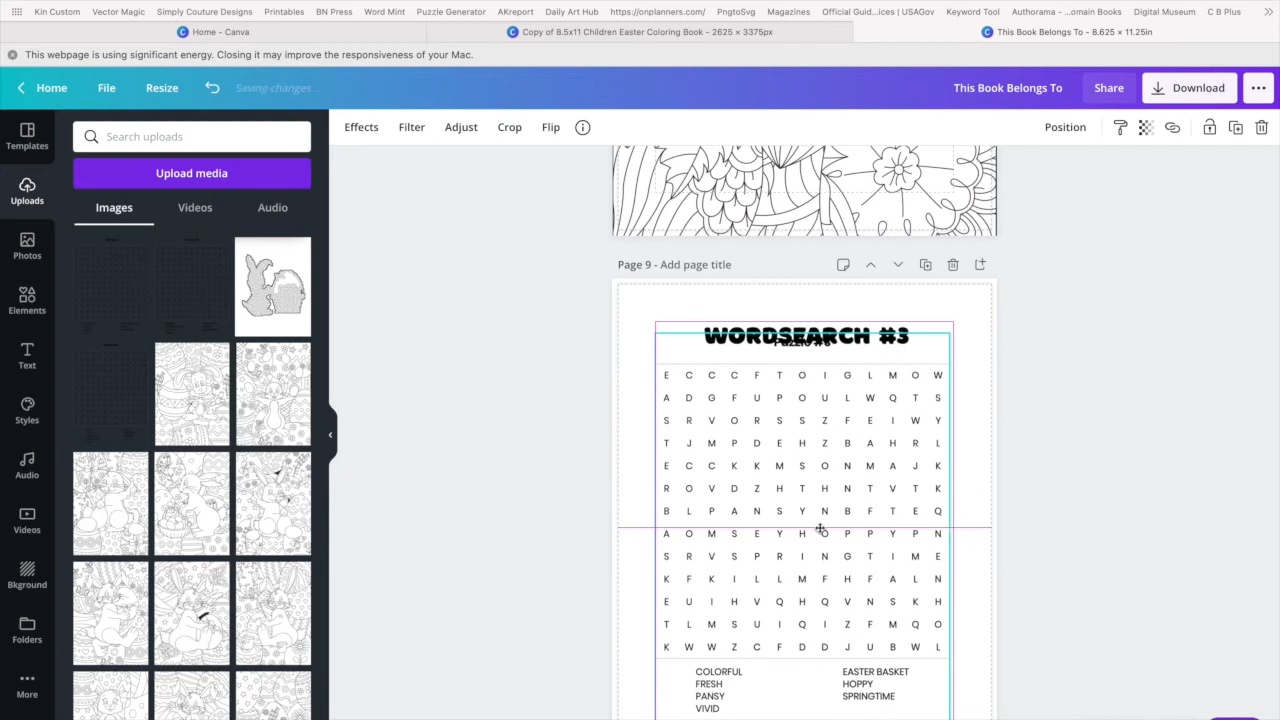 Kin Custom Vector Magic Simply Couture Designs Printables BN Press Word Mint Puzzle Generator AKreport Daily Art Hub https://onplanners.com/ PngtoSvg Magazines Official Guid...ices | USAGov Keyword Tool Authorama - ...omain Books Digital Museum C B Plus
Home - Canva
Copy of 8.5x11 Children Easter Coloring Book - 2625 × 3375px
This Book Belongs To - 8.625 × 11.25in
This webpage is using significant energy. Closing it may improve the responsiveness of your Mac.
Home File Resize Saving changes... This Book Belongs To Share Download
Templates
Uploads
Photos
Elements
Text
Styles
Audio
Videos
Bkground
Folders
More
Search uploads
Upload media
Images Videos Audio
Effects Filter Adjust Crop Flip Position
Page 9 - Add page title
WORDSEARCH #3
E C C C F T O I G L M O W
A D G F U P O U L W Q T S
S R V O R S S Z F E I W Y
T J M P D E H Z B A H R L
E C C K K M S O N M A J K
R O V D Z H T H N T V T K
B L P A N S Y N B F T E Q
A O M S E Y H O P P Y P N
S R V S P R I N G T I M E
K F K I L L M F H F A L N
E U I H V Q H Q V N S K H
T L M S U I Q I Z F M Q O
K W W Z C F D D J U B W L
COLORFUL
FRESH
PANSY
VIVID
EASTER BASKET
HOPPY
SPRINGTIME